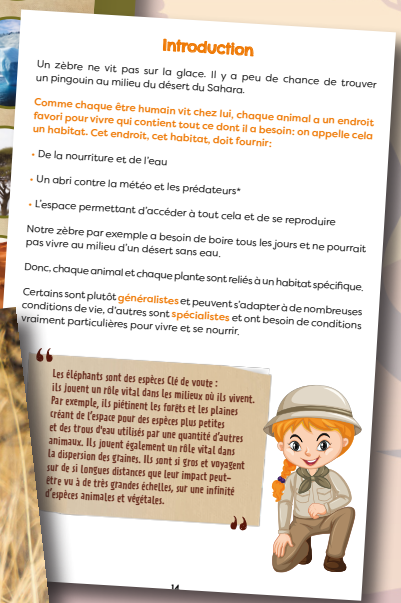 Introduction
Un zèbre ne vit pas sur la glace. Il y a peu de chance de trouver
un pingouin au milieu du désert du Sahara.
Comme chaque être humain vit chez lui, chaque animal a un endroit
favori pour vivre qui contient tout ce dont il a besoin: on appelle cela
un habitat. Cet endroit, cet habitat, doit fournir:
• De la nourriture et de l'eau
• Un abri contre la météo et les prédateurs*
• L'espace permettant d'accéder à tout cela et de se reproduire
Notre zèbre par exemple a besoin de boire tous les jours et ne pourrait
pas vivre au milieu d'un désert sans eau.
Donc, chaque animal et chaque plante sont reliés à un habitat spécifique.
Certains sont plutôt généralistes et peuvent s'adapter à de nombreuses
conditions de vie, d'autres sont spécialistes et ont besoin de conditions
vraiment particulières pour vivre et se nourrir.
“
Les éléphants sont des espèces Clé de voute :
ils jouent un rôle vital dans les milieux où ils vivent.
Par exemple, ils piétinent les forêts et les plaines
créant de l'espace pour des espèces plus petites
et des trous d'eau utilisés par une quantité d'autres
animaux. Ils jouent également un rôle vital dans
la dispersion des graines. Ils sont si gros et voyagent
sur de si longues distances que leur impact peut-
être vu à de très grandes échelles, sur une infinité
d'espèces animales et végétales.
”
14